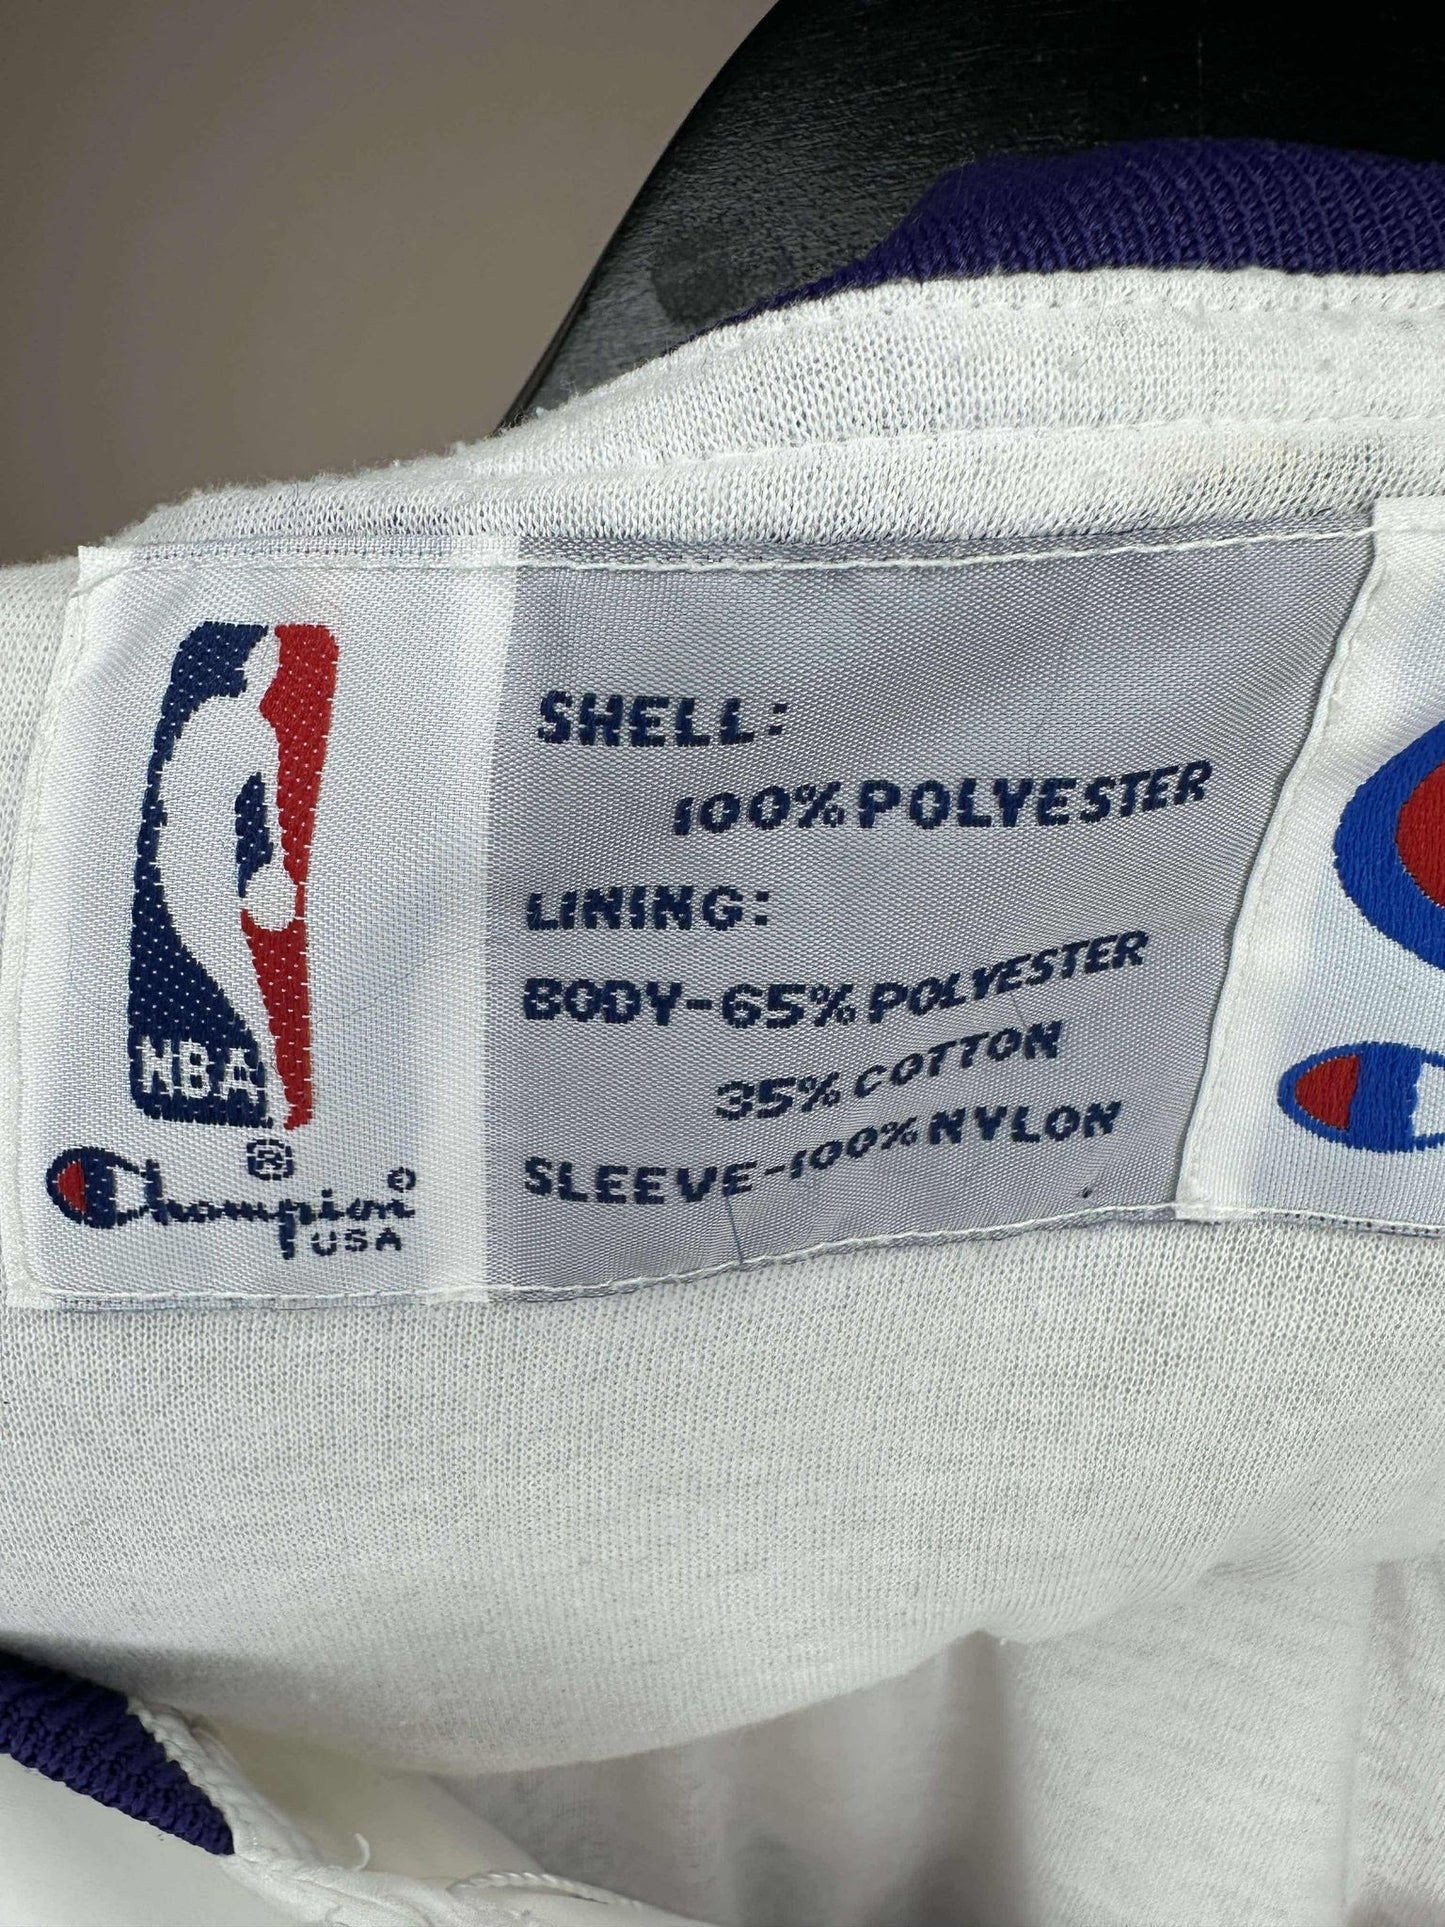 NBA
®
Champion
USA
SHELL:
100% POLYESTER
LINING:
BODY-65% POLYESTER
35% COTTON
SLEEVE-100% NYLON